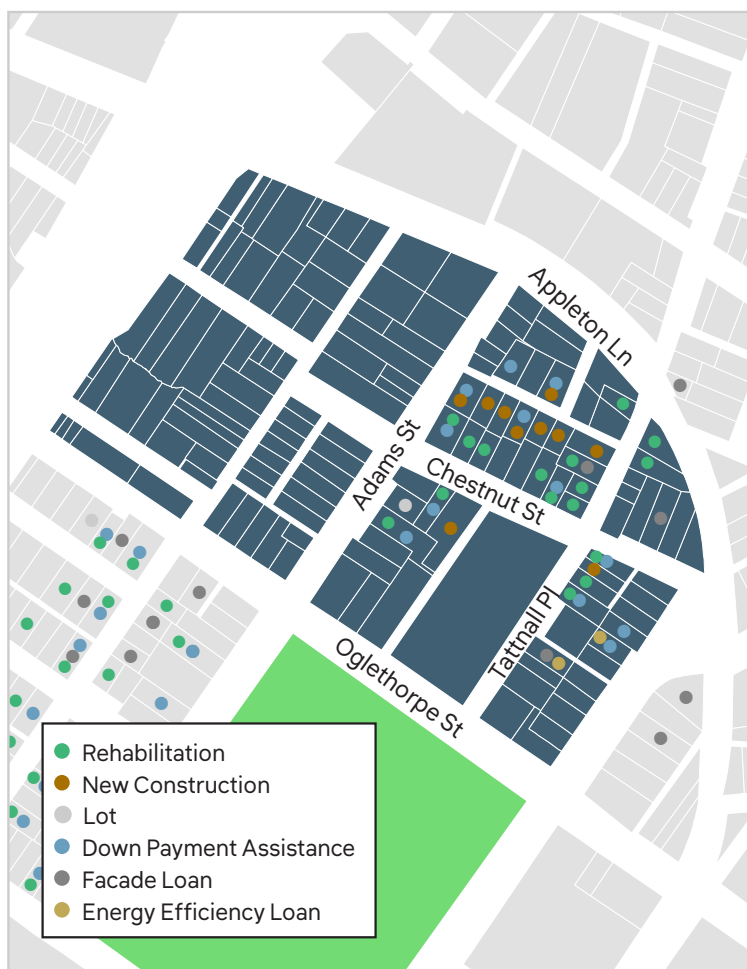 Appleton Ln
Adams St
Chestnut St
Tattnall Pl
Oglethorpe St
Rehabilitation
New Construction
Lot
Down Payment Assistance
Facade Loan
Energy Efficiency Loan